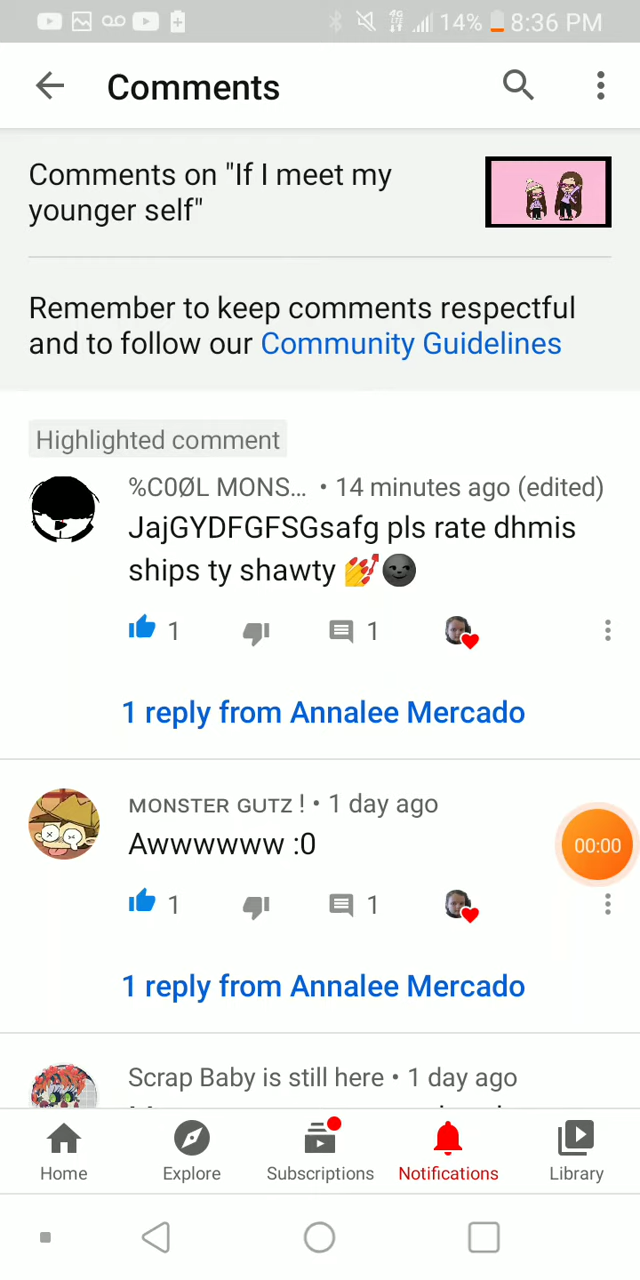 14% 8:36 PM
Comments
Comments on "If I meet my
younger self"
Remember to keep comments respectful
and to follow our Community Guidelines
Highlighted comment
%C0ØL MONS... • 14 minutes ago (edited)
JajGYDFGFSGsafg pls rate dhmis
ships ty shawty 💅🌚
1 1
1 reply from Annalee Mercado
ᴍᴏɴsᴛᴇʀ ɢᴜᴛᴢ ! • 1 day ago
Awwwwww :0
00:00
1 1
1 reply from Annalee Mercado
Scrap Baby is still here • 1 day ago
Home Explore Subscriptions Notifications Library